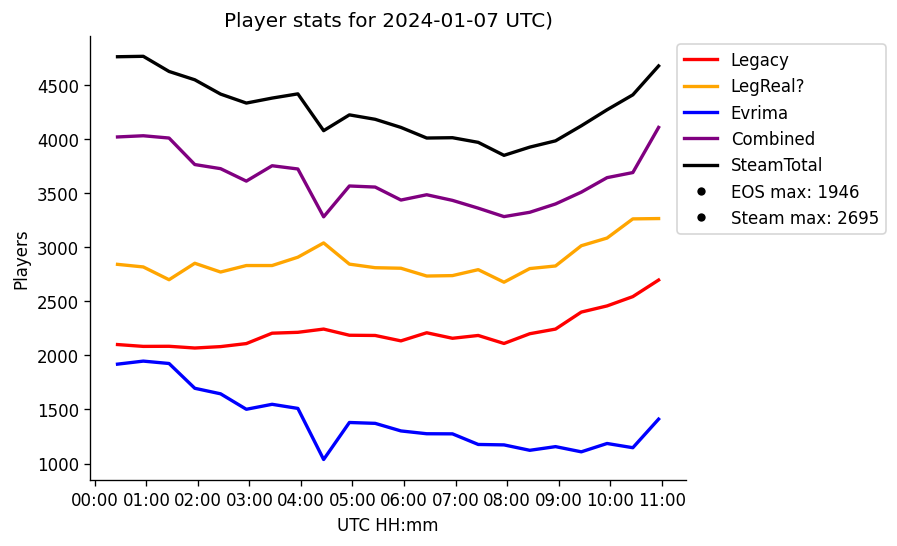 Player stats for 2024-01-07 UTC)
Legacy
LegReal?
Evrima
Combined
SteamTotal
EOS max: 1946
Steam max: 2695
Players
4500
4000
3500
3000
2500
2000
1500
1000
00:00 01:00 02:00 03:00 04:00 05:00 06:00 07:00 08:00 09:00 10:00 11:00
UTC HH:mm